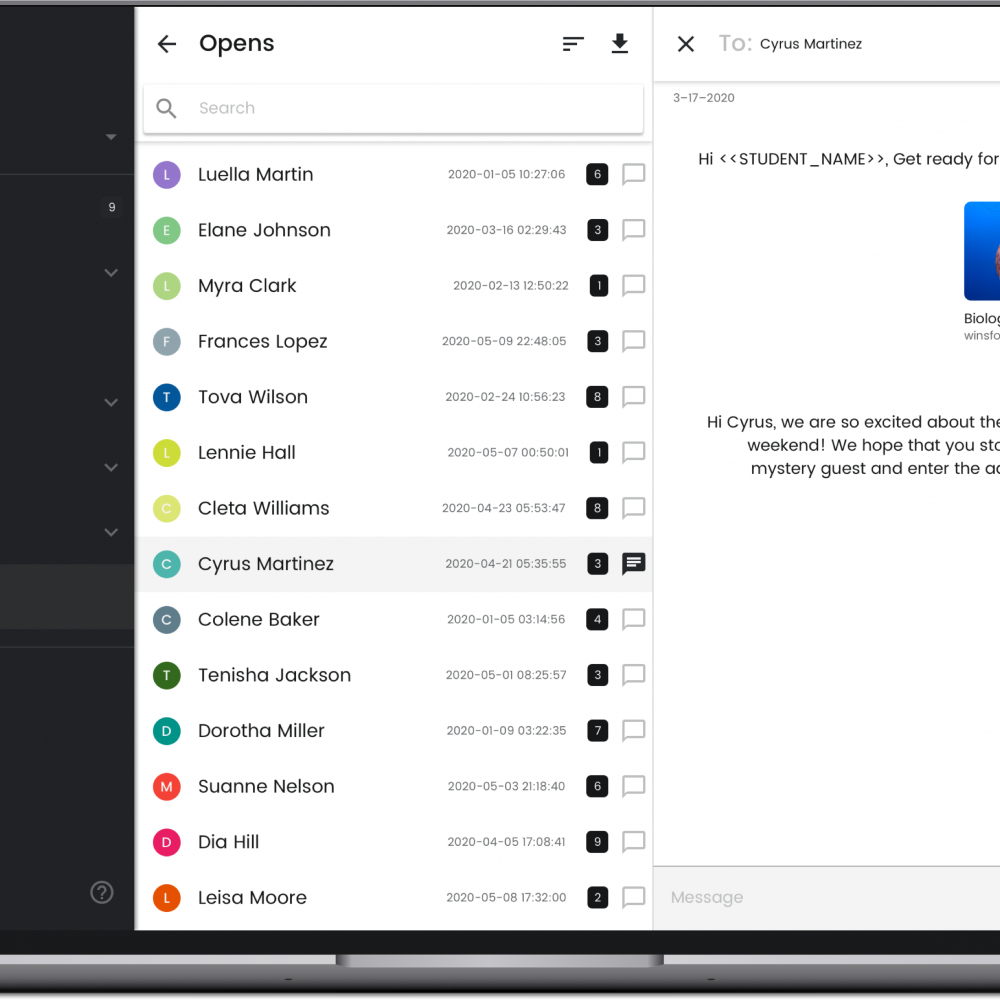 9
Opens
Search
L Luella Martin 2020-01-05 10:27:06 6
E Elane Johnson 2020-03-16 02:29:43 3
L Myra Clark 2020-02-13 12:50:22 1
F Frances Lopez 2020-05-09 22:48:05 3
T Tova Wilson 2020-02-24 10:56:23 8
L Lennie Hall 2020-05-07 00:50:01 1
C Cleta Williams 2020-04-23 05:53:47 8
C Cyrus Martinez 2020-04-21 05:35:55 3
C Colene Baker 2020-01-05 03:14:56 4
T Tenisha Jackson 2020-05-01 08:25:57 3
D Dorotha Miller 2020-01-09 03:22:35 7
M Suanne Nelson 2020-05-03 21:18:40 6
D Dia Hill 2020-04-05 17:08:41 9
L Leisa Moore 2020-05-08 17:32:00 2
?
To: Cyrus Martinez
3-17-2020
Hi <<STUDENT_NAME>>, Get ready for
Biolog
winsfo
Hi Cyrus, we are so excited about the
weekend! We hope that you sto
mystery guest and enter the
Message